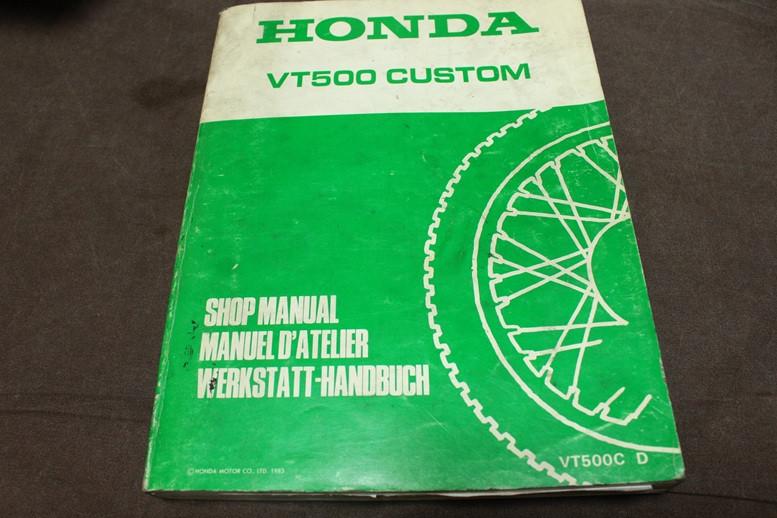 HONDA
VT500 CUSTOM
SHOP MANUAL
MANUEL D'ATELIER
WERKSTATT-HANDBUCH
© HONDA MOTOR CO., LTD. 1983
VT500C D